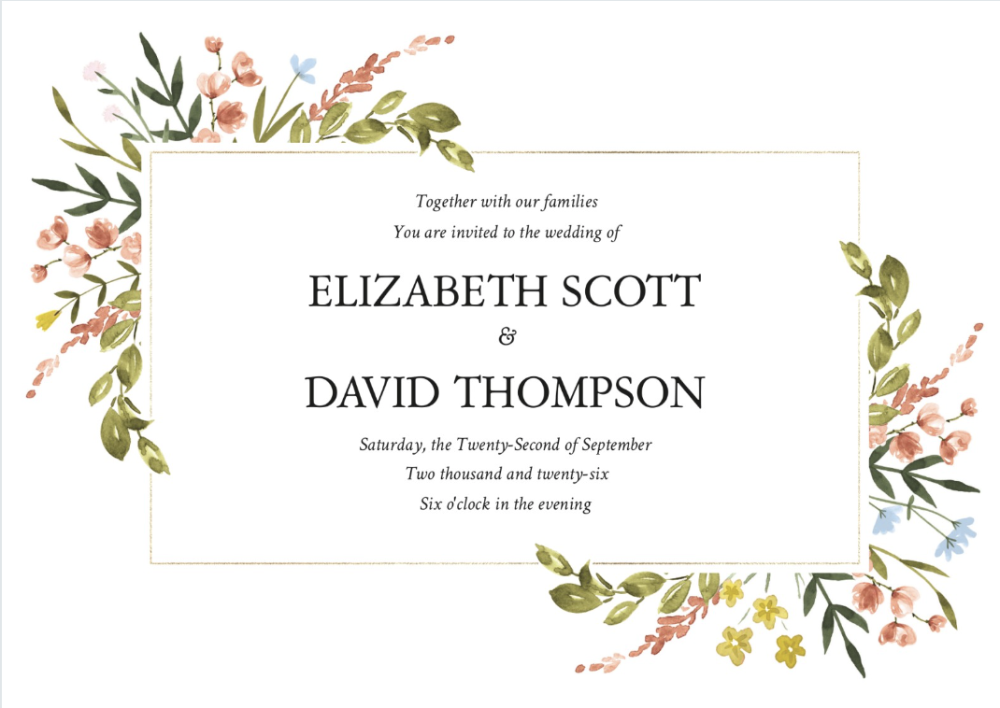 Together with our families
You are invited to the wedding of
ELIZABETH SCOTT
&
DAVID THOMPSON
Saturday, the Twenty-Second of September
Two thousand and twenty-six
Six o'clock in the evening